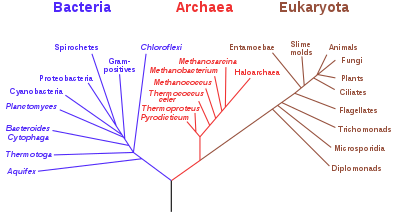 Bacteria
Archaea
Eukaryota
Spirochetes
Chloroflexi
Gram-
positives
Proteobacteria
Cyanobacteria
Planctomyces
Bacteroides
Cytophaga
Thermotoga
Aquifex
Methanosarcina
Methanobacterium
Haloarchaea
Methanococcus
Thermococcus
celer
Thermoproteus
Pyrodicticum
Entamoebae
Slime
molds
Animals
Fungi
Plants
Ciliates
Flagellates
Trichomonads
Microsporidia
Diplomonads